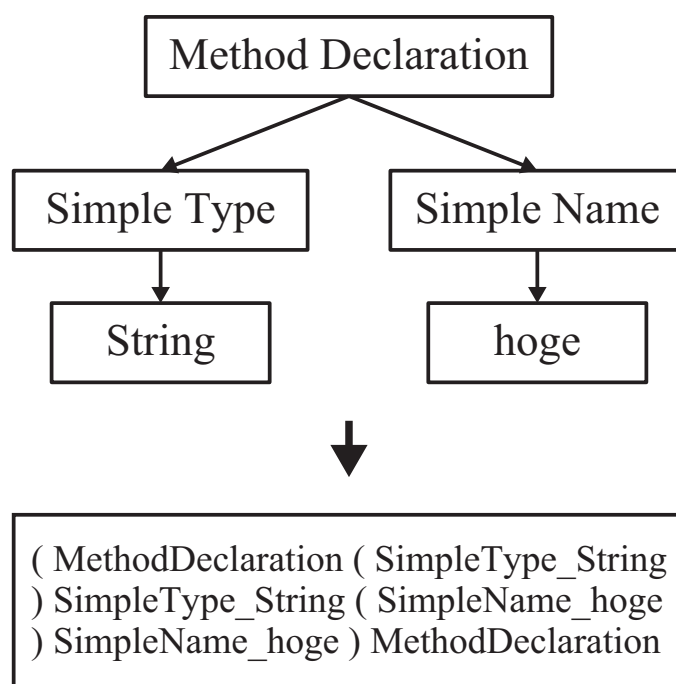 Method Declaration
Simple Type
Simple Name
String
hoge
( MethodDeclaration ( SimpleType_String
) SimpleType_String ( SimpleName_hoge
) SimpleName_hoge ) MethodDeclaration